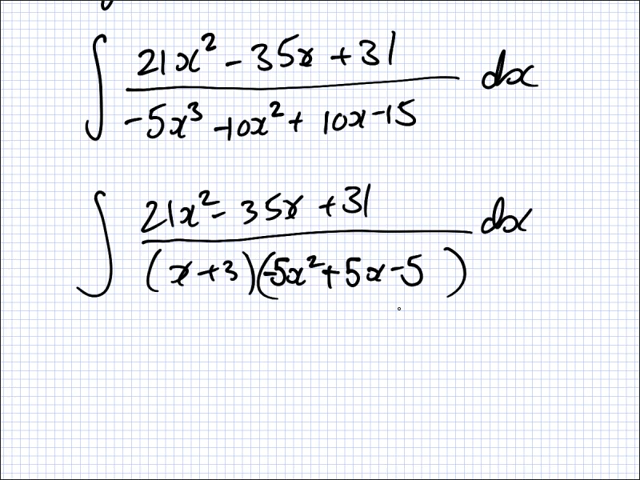 ∫ (21x² - 35x + 31)/(-5x³ - 10x² + 10x - 15) dx
∫ (21x² - 35x + 31)/((x + 3)(-5x² + 5x - 5)) dx